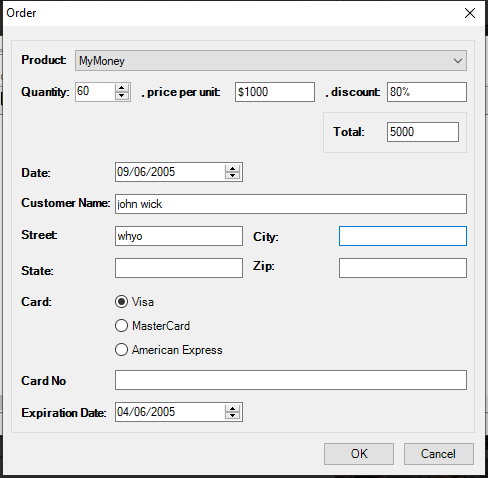 Order
Product: MyMoney
Quantity: 60 , price per unit: $1000 , discount: 80%
Total: 5000
Date: 09/06/2005
Customer Name: john wick
Street: whyo City:
State: Zip:
Card: Visa
MasterCard
American Express
Card No
Expiration Date: 04/06/2005
OK Cancel